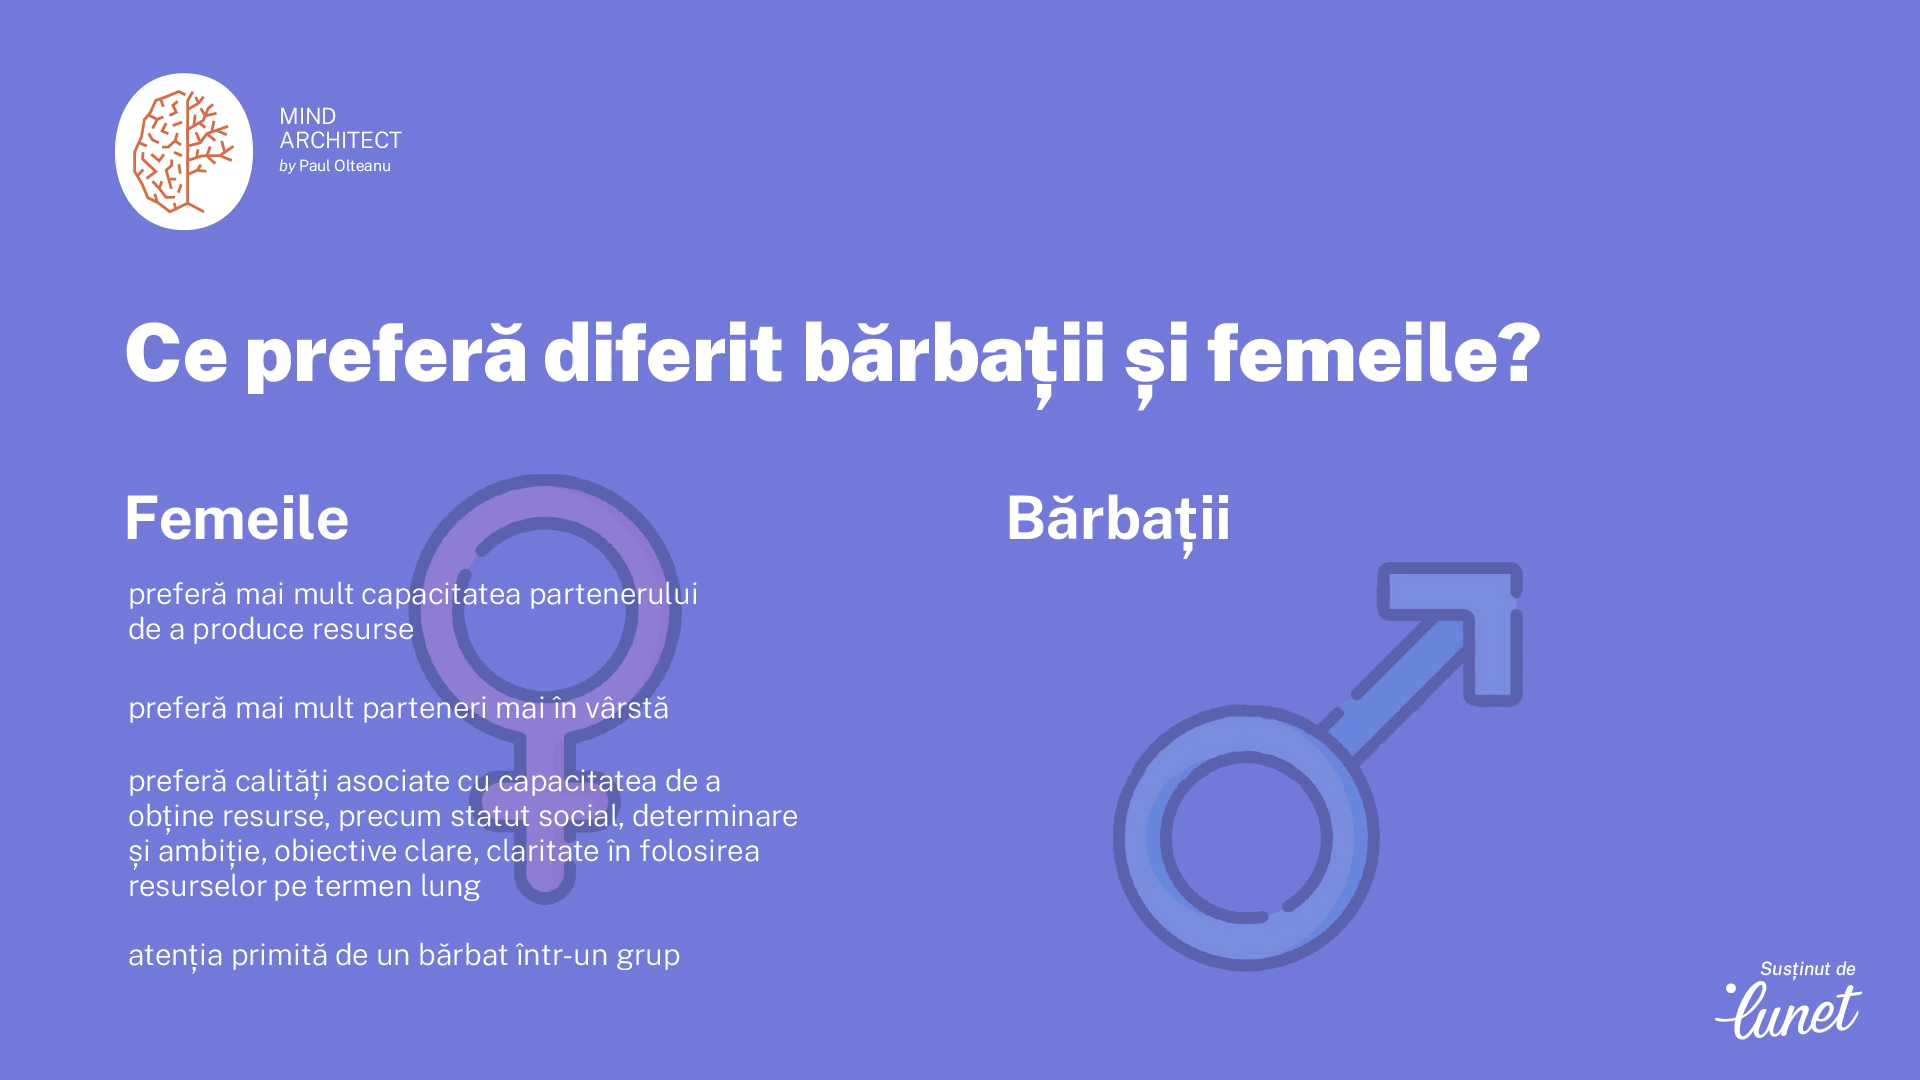 MIND
ARCHITECT
by Paul Olteanu
Ce preferă diferit bărbații și femeile?
Femeile
preferă mai mult capacitatea partenerului
de a produce resurse
preferă mai mult parteneri mai în vârstă
preferă calități asociate cu capacitatea de a
obține resurse, precum statut social, determinare
și ambiție, obiective clare, claritate în folosirea
resurselor pe termen lung
atenția primită de un bărbat într-un grup
Bărbații
Susținut de
lunet